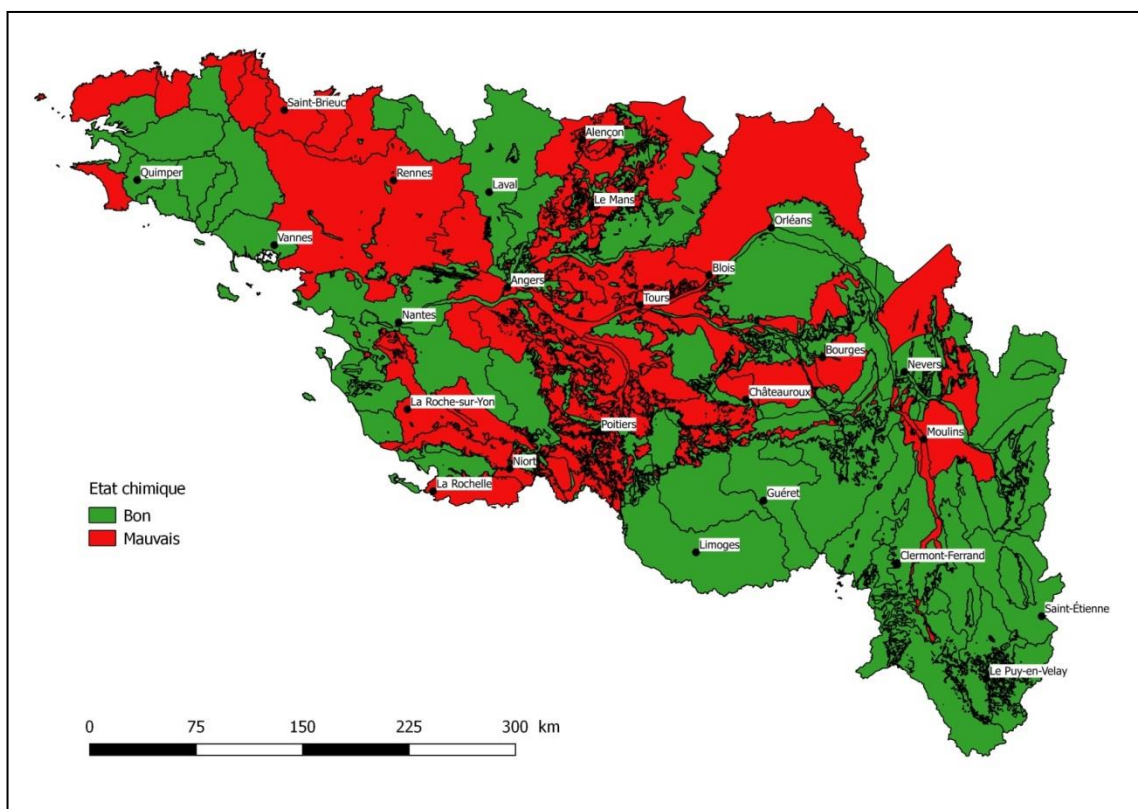 Saint-Brieuc
Alençon
Quimper
Rennes
Laval
Le Mans
Orléans
Vannes
Blois
Angers
Tours
Nantes
Bourges
Nevers
Châteauroux
La Roche-sur-Yon
Poitiers
Moulins
Niort
La Rochelle
Etat chimique
Bon
Mauvais
Guéret
Limoges
Clermont-Ferrand
Saint-Étienne
Le Puy-en-Velay
0 75 150 225 300 km